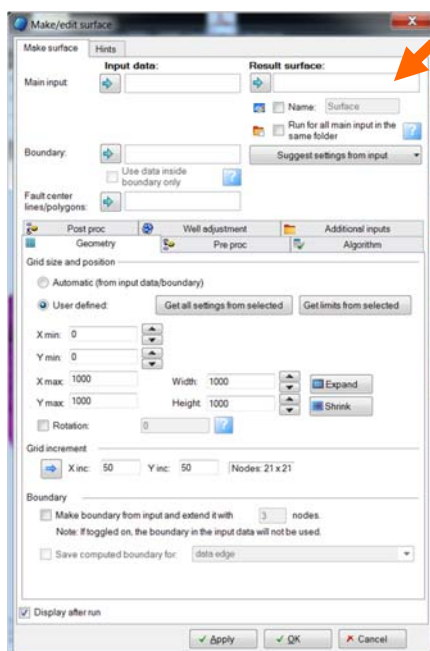 Make/edit surface
Make surface Hints
Input data: Result surface:
Main input:
Name: Surface
Run for all main input in the
same folder
Boundary: Suggest settings from input
Use data inside
boundary only
Fault center
lines/polygons:
Post proc Well adjustment Additional inputs
Geometry Pre proc Algorithm
Grid size and position
Automatic (from input data/boundary)
User defined: Get all settings from selected Get limits from selected
X min: 0
Y min: 0
X max: 1000 Width: 1000 Expand
Y max: 1000 Height: 1000 Shrink
Rotation: 0
Grid increment
X inc: 50 Y inc: 50 Nodes: 21 x 21
Boundary
Make boundary from input and extend it with 3 nodes.
Note: If toggled on, the boundary in the input data will not be used.
Save computed boundary for: data edge
Display after run
Apply OK Cancel